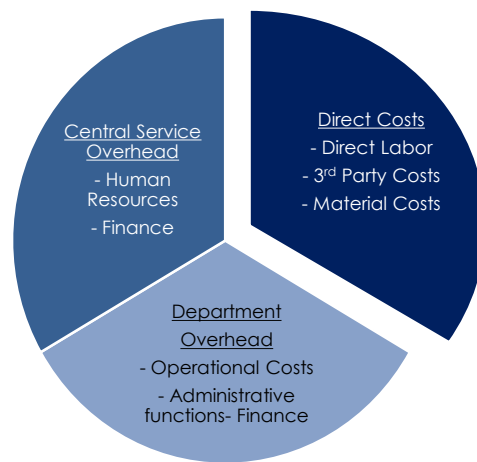 Central Service
Overhead
- Human
Resources
- Finance
Direct Costs
- Direct Labor
- 3rd Party Costs
- Material Costs
Department
Overhead
- Operational Costs
- Administrative
functions- Finance